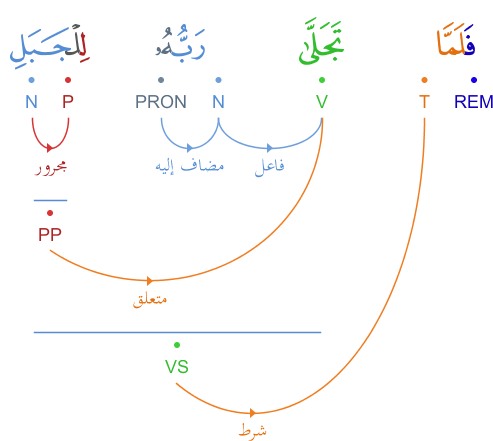 فَلَمَّا تَجَلَّىٰ رَبُّهُۥ لِلْجَبَلِ
REM T V N PRON P N
فاعل مضاف إليه مجرور
PP
متعلق
VS
شرط